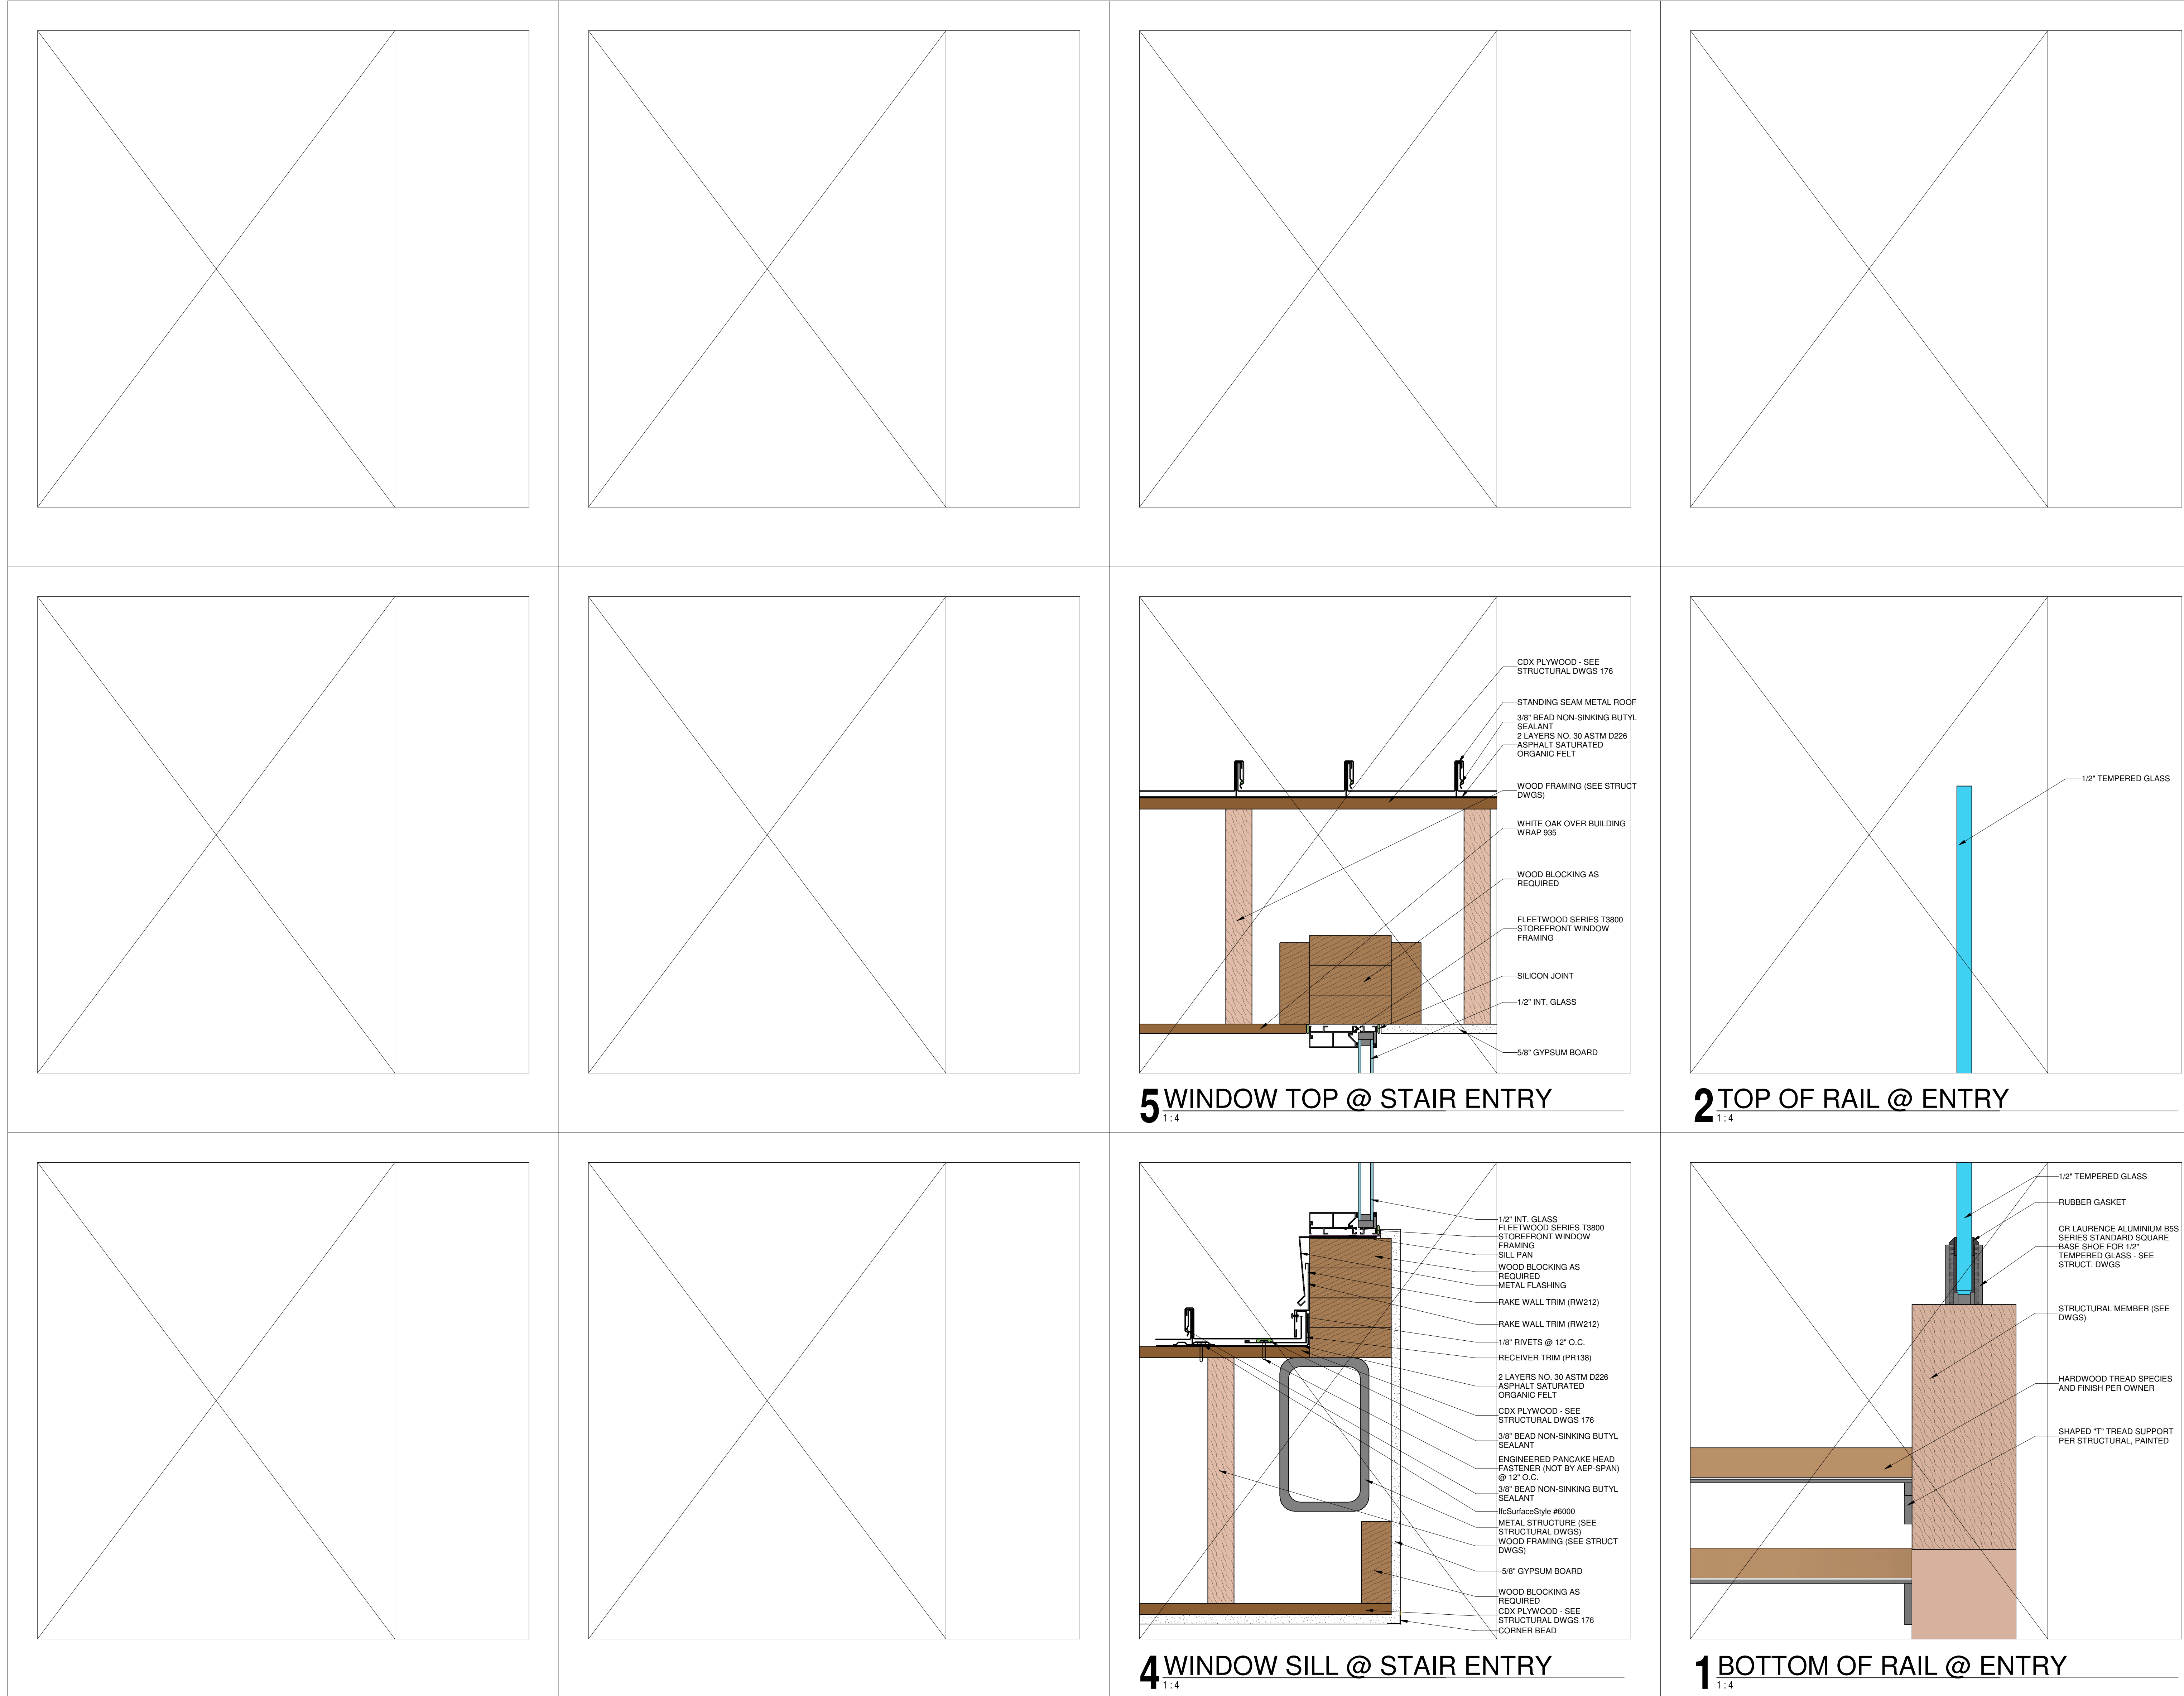 CDX PLYWOOD - SEE
STRUCTURAL DWGS 176
STANDING SEAM METAL ROOF
3/8" BEAD NON-SINKING BUTYL
SEALANT
2 LAYERS NO. 30 ASTM D226
ASPHALT SATURATED
ORGANIC FELT
WOOD FRAMING (SEE STRUCT
DWGS)
WHITE OAK OVER BUILDING
WRAP 935
WOOD BLOCKING AS
REQUIRED
FLEETWOOD SERIES T3800
STOREFRONT WINDOW
FRAMING
SILICON JOINT
1/2" INT. GLASS
5/8" GYPSUM BOARD
5 WINDOW TOP @ STAIR ENTRY
1 : 4
1/2" TEMPERED GLASS
2 TOP OF RAIL @ ENTRY
1 : 4
1/2" INT. GLASS
FLEETWOOD SERIES T3800
STOREFRONT WINDOW
FRAMING
SILL PAN
WOOD BLOCKING AS
REQUIRED
METAL FLASHING
RAKE WALL TRIM (RW212)
RAKE WALL TRIM (RW212)
1/8" RIVETS @ 12" O.C.
RECEIVER TRIM (PR138)
2 LAYERS NO. 30 ASTM D226
ASPHALT SATURATED
ORGANIC FELT
CDX PLYWOOD - SEE
STRUCTURAL DWGS 176
3/8" BEAD NON-SINKING BUTYL
SEALANT
ENGINEERED PANCAKE HEAD
FASTENER (NOT BY AEP-SPAN)
@ 12" O.C.
3/8" BEAD NON-SINKING BUTYL
SEALANT
IfcSurfaceStyle #6000
METAL STRUCTURE (SEE
STRUCTURAL DWGS)
WOOD FRAMING (SEE STRUCT
DWGS)
5/8" GYPSUM BOARD
WOOD BLOCKING AS
REQUIRED
CDX PLYWOOD - SEE
STRUCTURAL DWGS 176
CORNER BEAD
4 WINDOW SILL @ STAIR ENTRY
1 : 4
1/2" TEMPERED GLASS
RUBBER GASKET
CR LAURENCE ALUMINIUM B5S
SERIES STANDARD SQUARE
BASE SHOE FOR 1/2"
TEMPERED GLASS - SEE
STRUCT. DWGS
STRUCTURAL MEMBER (SEE
DWGS)
HARDWOOD TREAD SPECIES
AND FINISH PER OWNER
SHAPED "T" TREAD SUPPORT
PER STRUCTURAL, PAINTED
1 BOTTOM OF RAIL @ ENTRY
1 : 4